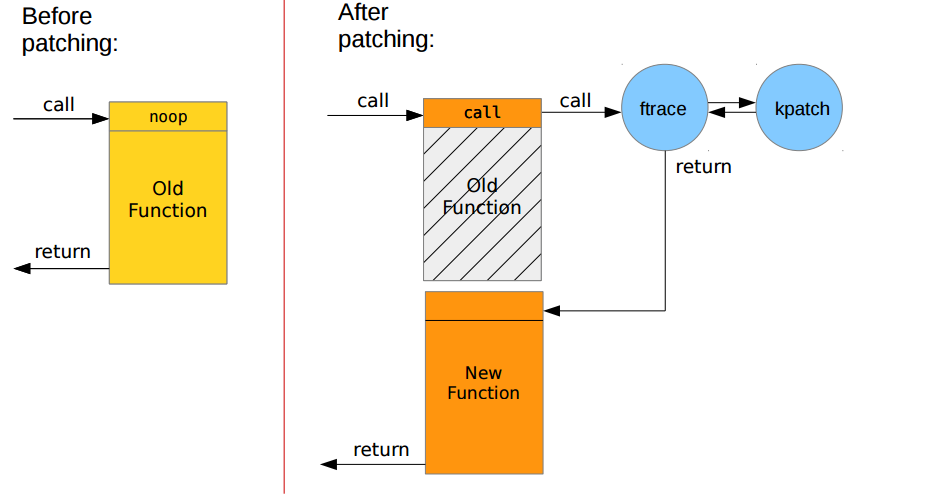 Before
patching:
call
noop
Old
Function
return
After
patching:
call
call
call
ftrace
kpatch
return
Old
Function
New
Function
return